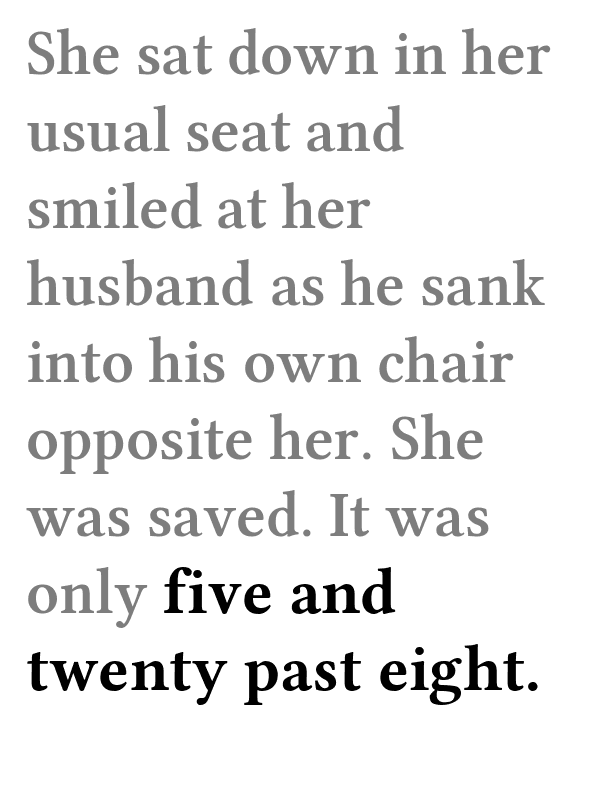 She sat down in her
usual seat and
smiled at her
husband as he sank
into his own chair
opposite her. She
was saved. It was
only five and
twenty past eight.